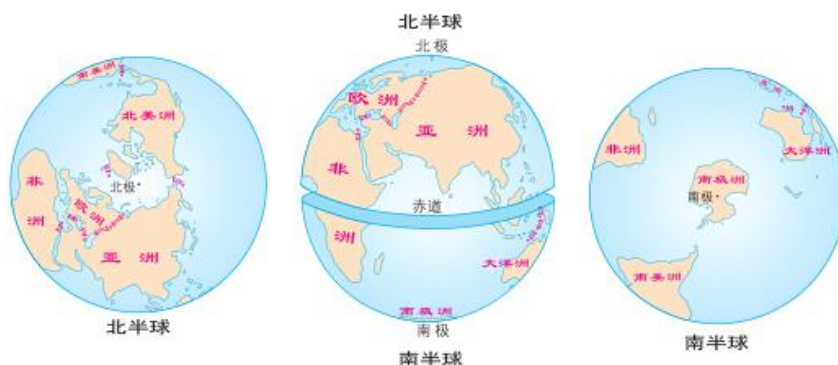 北半球
北极
南美洲
北美洲
北极
非
洲
欧洲
亚洲
北半球
欧洲
亚洲
非
赤道
洲
大洋洲
南极洲
南极
南半球
非洲
大洋洲
南极洲
南极
南美洲
南半球